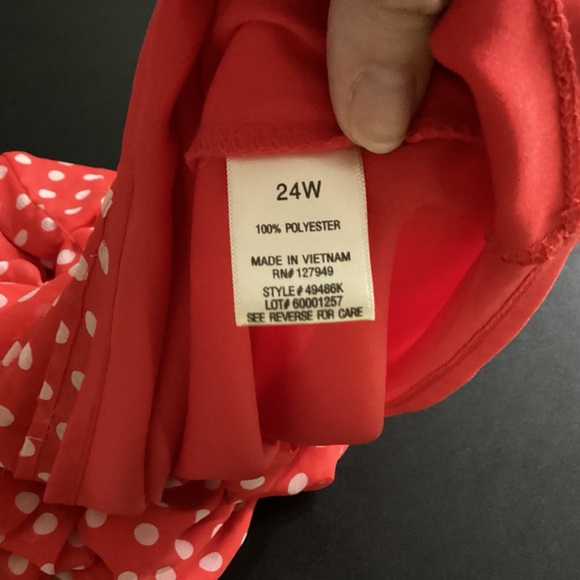 24W
100% POLYESTER
MADE IN VIETNAM
RN# 127949
STYLE# 49486K
LOT# 60001257
SEE REVERSE FOR CARE